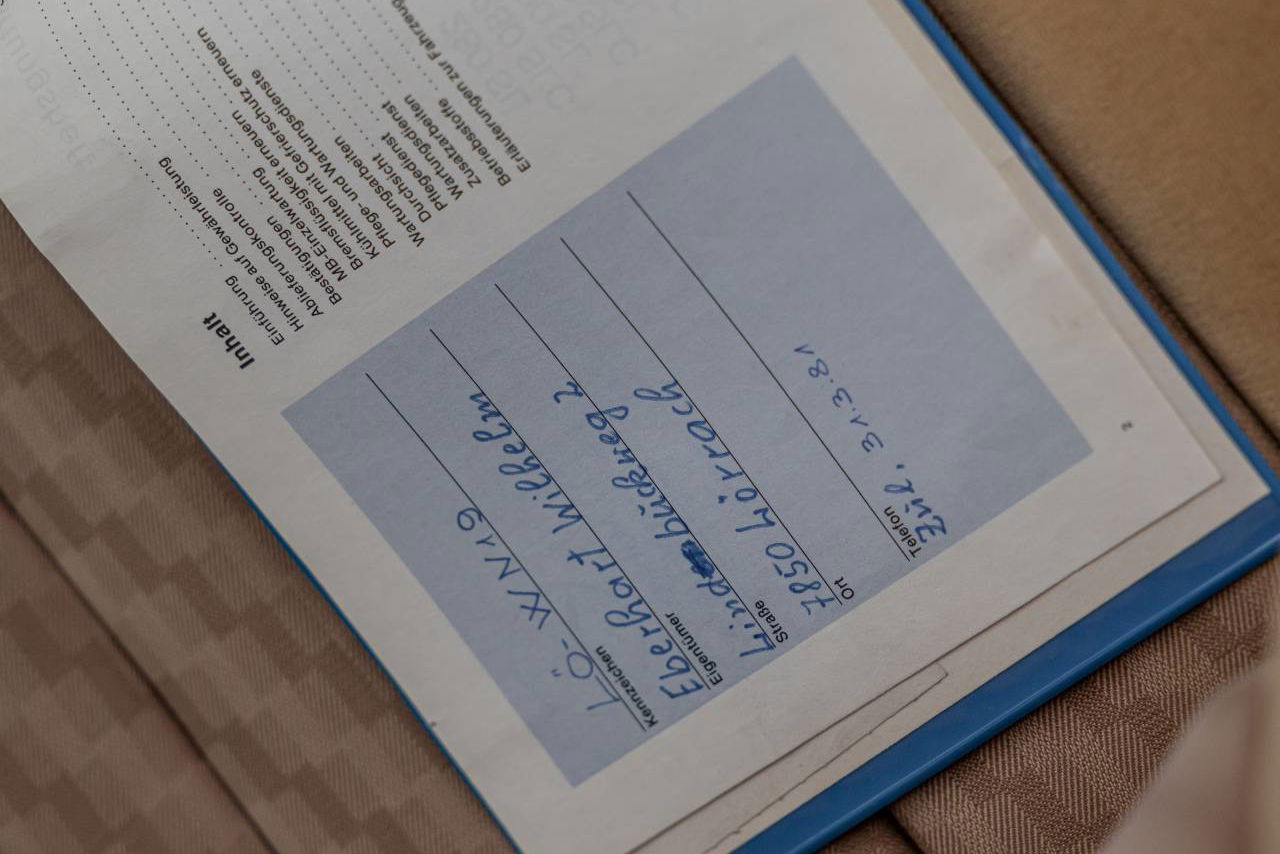 Inhalt
Einführung
Hinweise auf Gewährleistung
Ablieferungskontrolle
Bestätigungen
MB-Einzelwartung
Bremsflüssigkeit erneuern
Kühlmittel mit Gefrierschutz erneuern
Pflege- und Wartungsdienste
Wartungsarbeiten
Durchsicht
Pflegedienst
Wartungsdienst
Zusatzarbeiten
Betriebsstoffe
Erläuterungen zur Fahrzeug
LÖ-WN 19
Kennzeichen
Eberhart Wilhelm
Eigentümer
2
Straße
7850 Lörrach
Ort
Telefon
Zul. 31.3.81
2